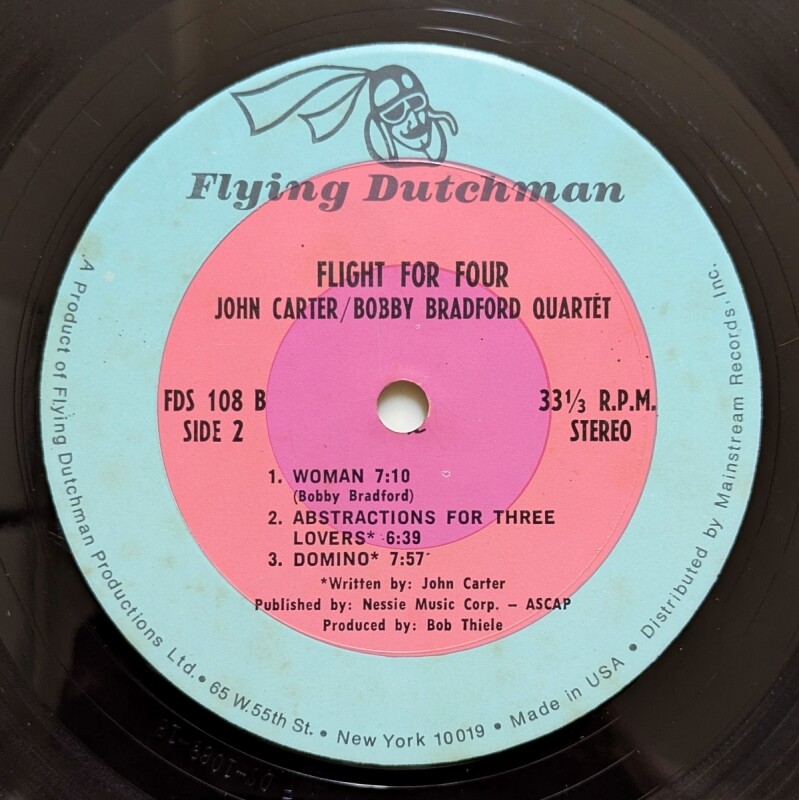 Flying Dutchman
FLIGHT FOR FOUR
JOHN CARTER/BOBBY BRADFORD QUARTET
FDS 108 B
SIDE 2
33 1/3 R.P.M.
STEREO
1. WOMAN 7:10
(Bobby Bradford)
2. ABSTRACTIONS FOR THREE
LOVERS* 6:39
3. DOMINO* 7:57
*Written by: John Carter
Published by: Nessie Music Corp. – ASCAP
Produced by: Bob Thiele
A Product of Flying Dutchman Productions Ltd. • 65 W. 55th St. • New York 10019 • Made in USA • Distributed by Mainstream Records, Inc.